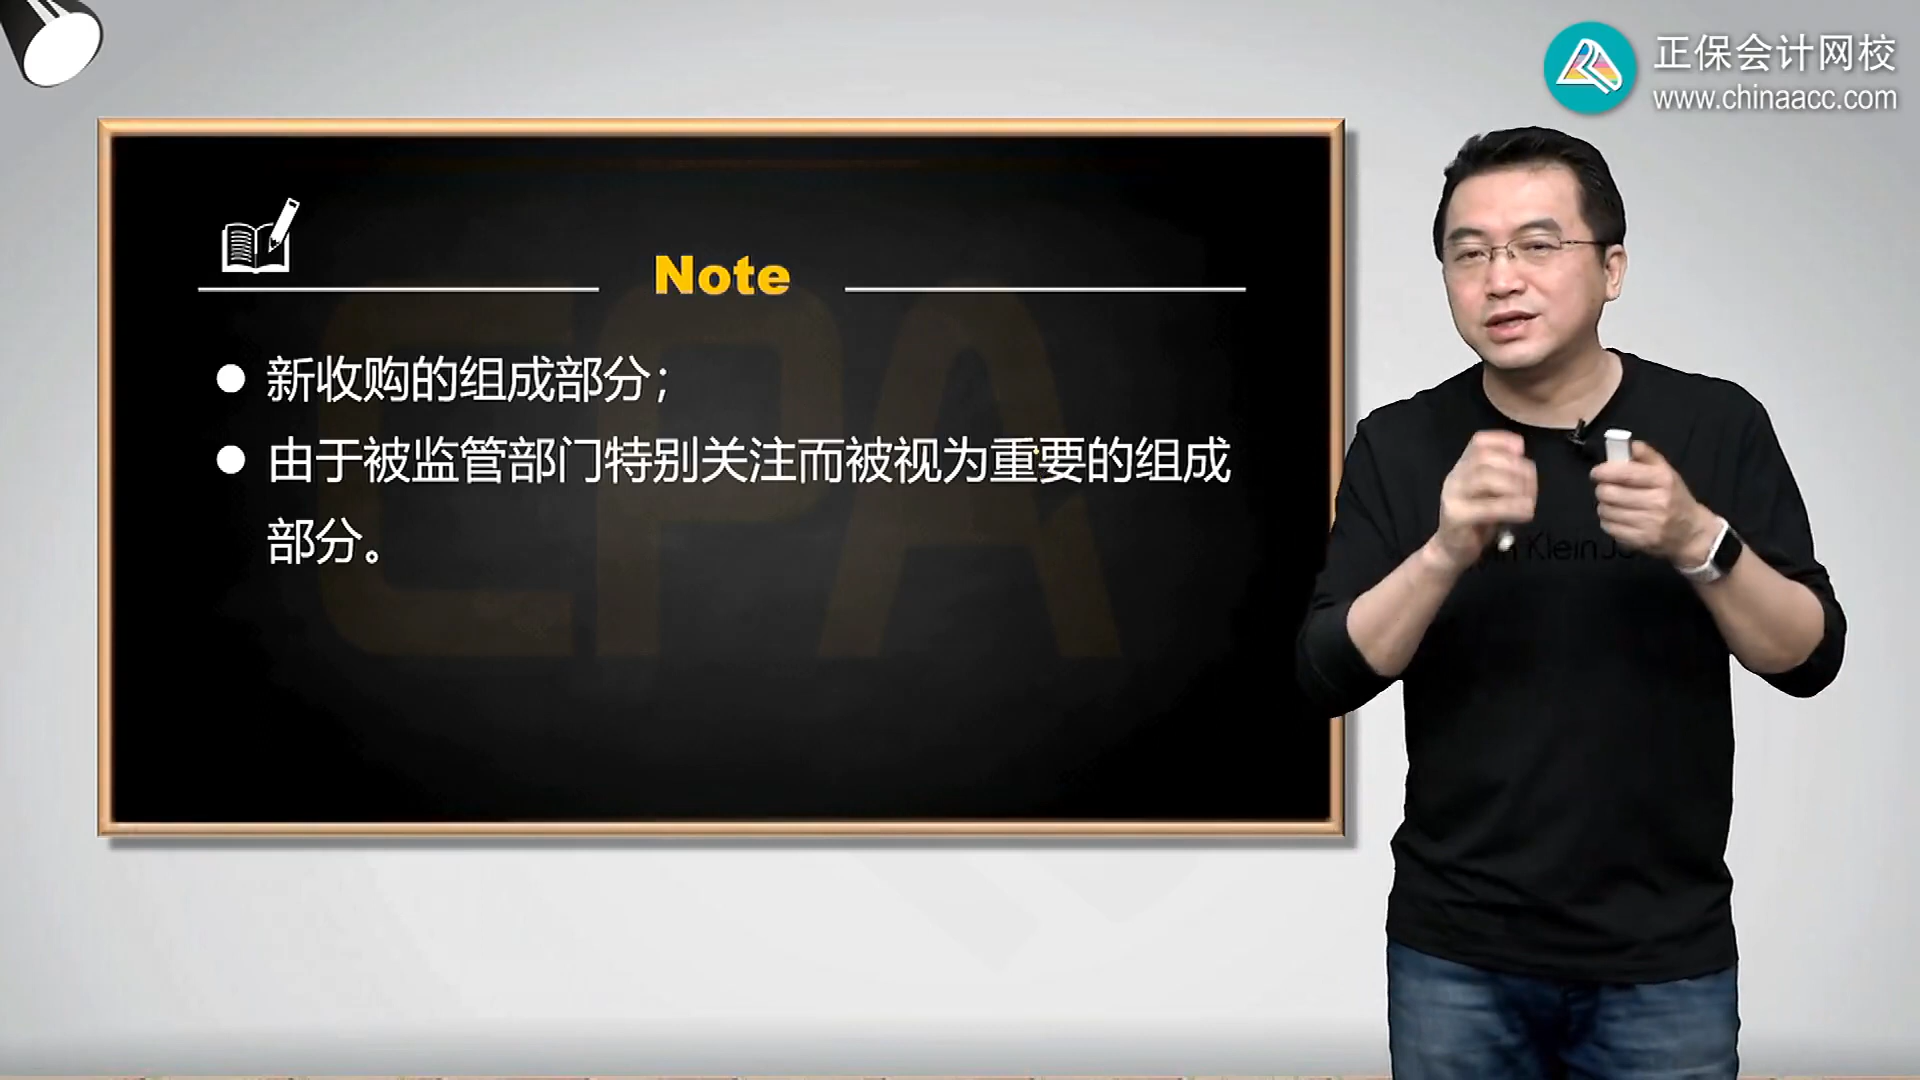 正保会计网校
www.chinaacc.com
Note
新收购的组成部分；
由于被监管部门特别关注而被视为重要的组成
部分。
CPA
Klein